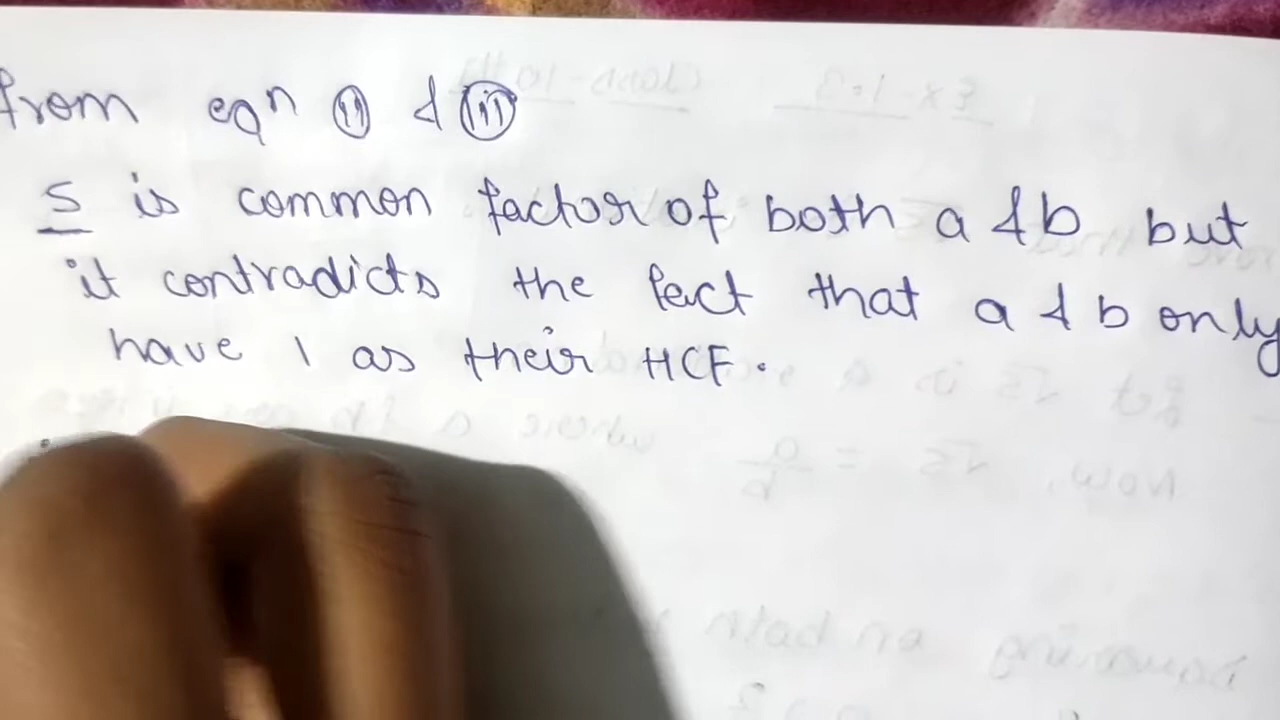 from eqⁿ (ii) & (iii)
5 is common factor of both a & b but
it contradicts the fact that a & b only
have 1 as their HCF.